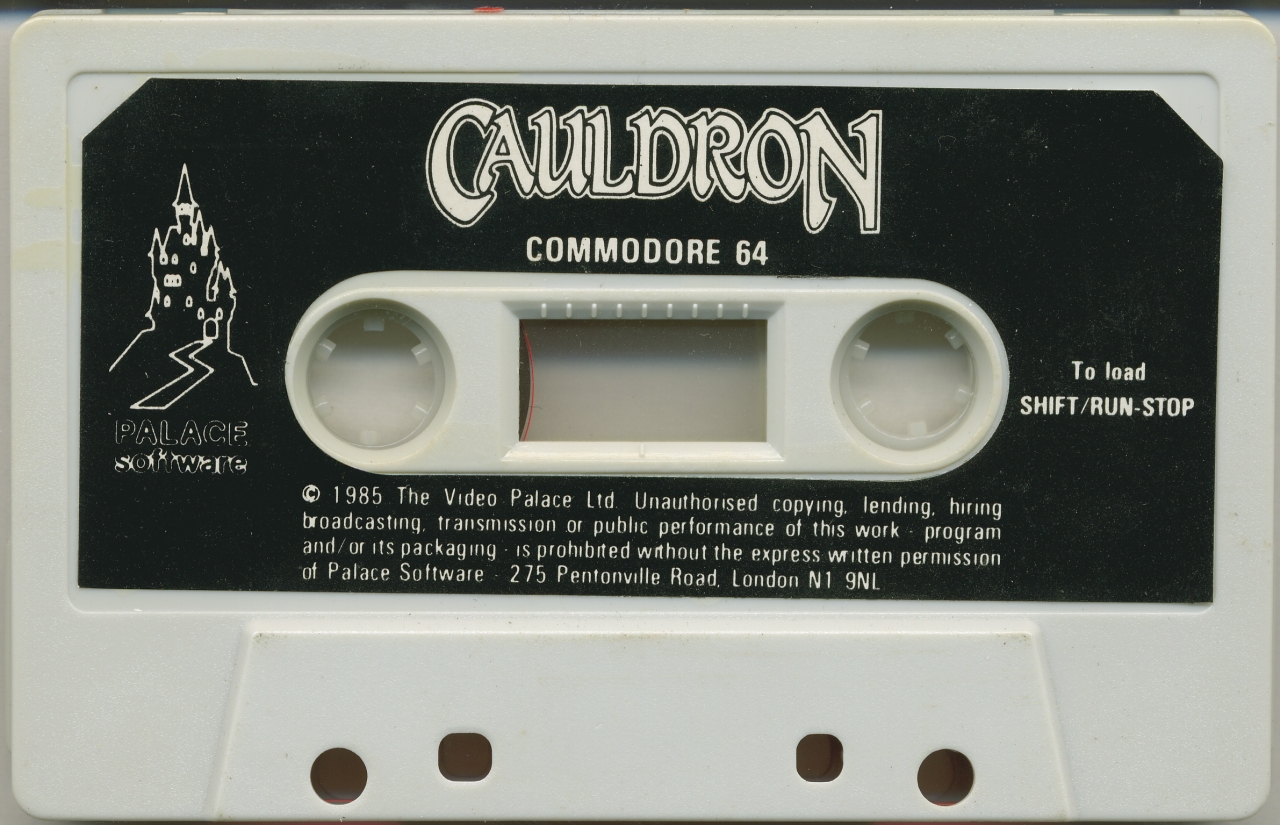 CAULDRON
COMMODORE 64
To load
SHIFT/RUN-STOP
PALACE
software
© 1985 The Video Palace Ltd. Unauthorised copying, lending, hiring
broadcasting, transmission or public performance of this work - program
and/or its packaging - is prohibited without the express written permission
of Palace Software - 275 Pentonville Road, London N1 9NL